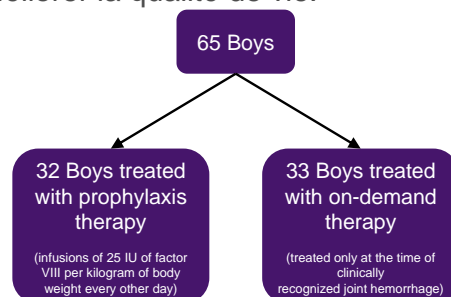 65 Boys
32 Boys treated
with prophylaxis
therapy
(infusions of 25 IU of factor
VIII per kilogram of body
weight every other day)
33 Boys treated
with on-demand
therapy
(treated only at the time of
clinically
recognized joint hemorrhage)